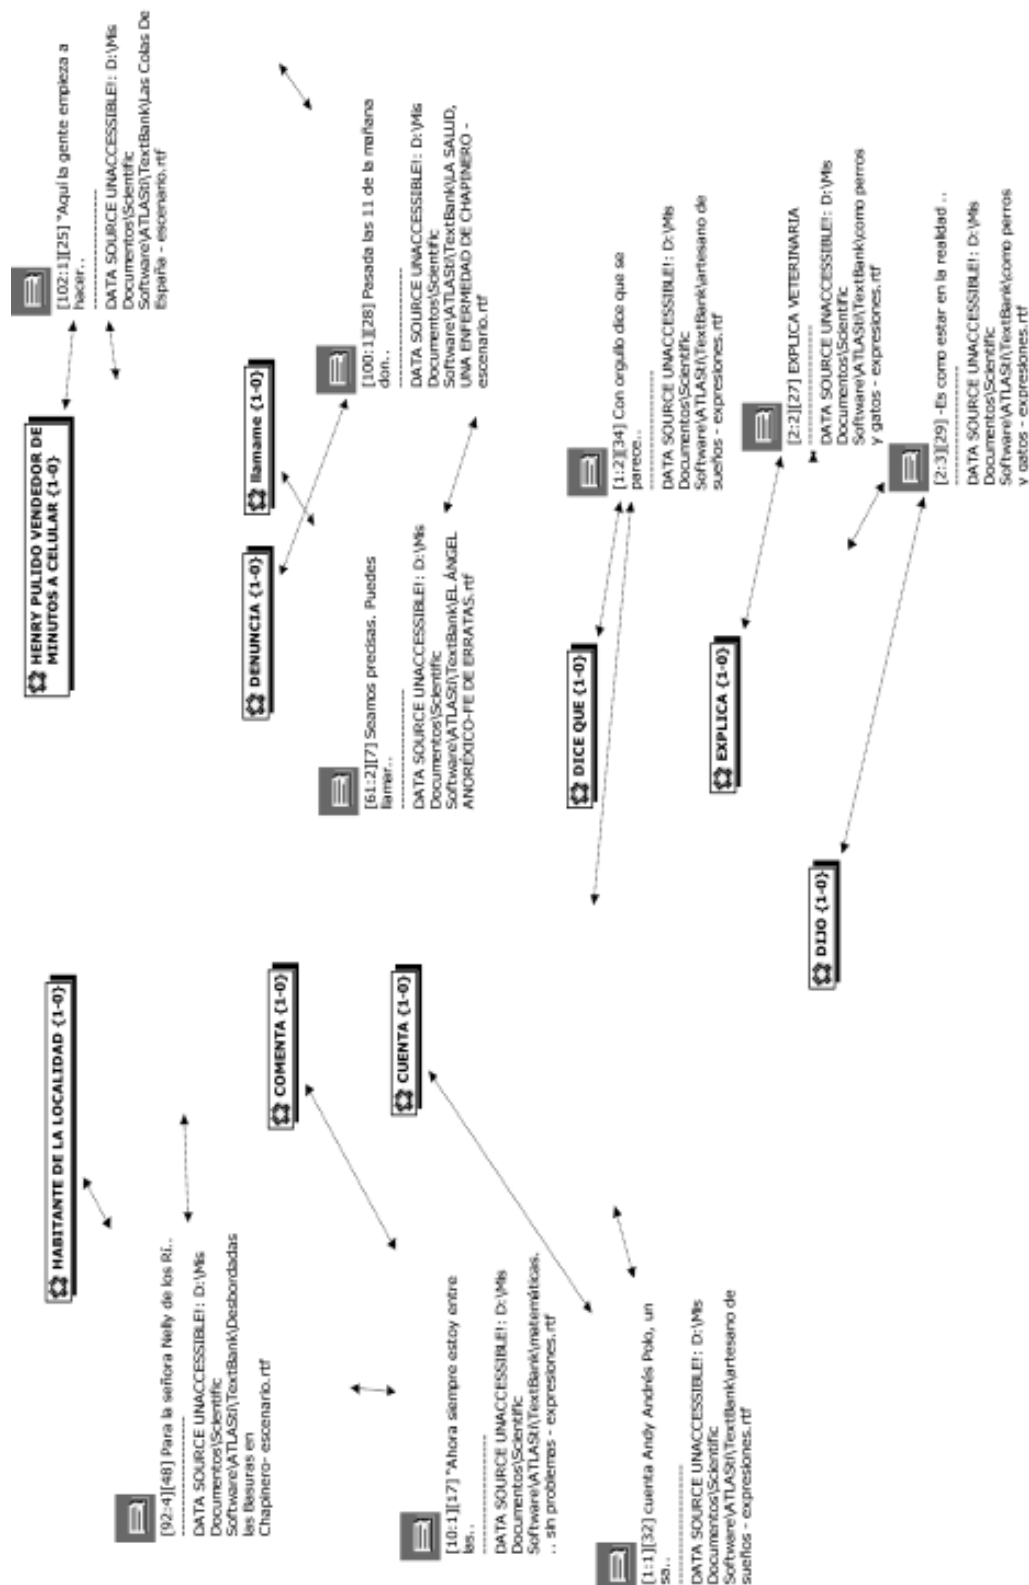 HABITANTE DE LA LOCALIDAD {1-0}
HENRY PULIDO VENDEDOR DE
MINUTOS A CELULAR {1-0}
[102:1][25] "Aquí la gente empieza a
hacer..
DATA SOURCE UNACCESSIBLE!: D:\Mis
Documentos\Scientific
Software\ATLASti\TextBank\Las Colas De
España - escenario.rtf
[92:4][48] Para la señora Nelly de los Rí..
DATA SOURCE UNACCESSIBLE!: D:\Mis
Documentos\Scientific
Software\ATLASti\TextBank\Desbordadas
las Basuras en
Chapinero- escenario.rtf
COMENTA {1-0}
DENUNCIA {1-0}
llamame {1-0}
[61:2][7] Seamos precisas. Puedes
llamar..
DATA SOURCE UNACCESSIBLE!: D:\Mis
Documentos\Scientific
Software\ATLASti\TextBank\EL ÁNGEL
ANORÉXICO-FE DE ERRATAS.rtf
[100:1][28] Pasada las 11 de la mañana
don..
DATA SOURCE UNACCESSIBLE!: D:\Mis
Documentos\Scientific
Software\ATLASti\TextBank\LA SALUD,
UNA ENFERMEDAD DE CHAPINERO -
escenario.rtf
CUENTA {1-0}
[10:1][17] "Ahora siempre estoy entre
las..
DATA SOURCE UNACCESSIBLE!: D:\Mis
Documentos\Scientific
Software\ATLASti\TextBank\matemáticas.
.. sin problemas - expresiones.rtf
DICE QUE {1-0}
[1:2][34] Con orgullo dice que se
parece..
DATA SOURCE UNACCESSIBLE!: D:\Mis
Documentos\Scientific
Software\ATLASti\TextBank\artesano de
sueños - expresiones.rtf
[1:1][32] cuenta Andy Andrés Polo, un
sa..
DATA SOURCE UNACCESSIBLE!: D:\Mis
Documentos\Scientific
Software\ATLASti\TextBank\artesano de
sueños - expresiones.rtf
EXPLICA {1-0}
[2:2][27] EXPLICA VETERINARIA
DATA SOURCE UNACCESSIBLE!: D:\Mis
Documentos\Scientific
Software\ATLASti\TextBank\como perros
y gatos - expresiones.rtf
DIJO {1-0}
[2:3][29] -Es como estar en la realidad ..
DATA SOURCE UNACCESSIBLE!: D:\Mis
Documentos\Scientific
Software\ATLASti\TextBank\como perros
y gatos - expresiones.rtf